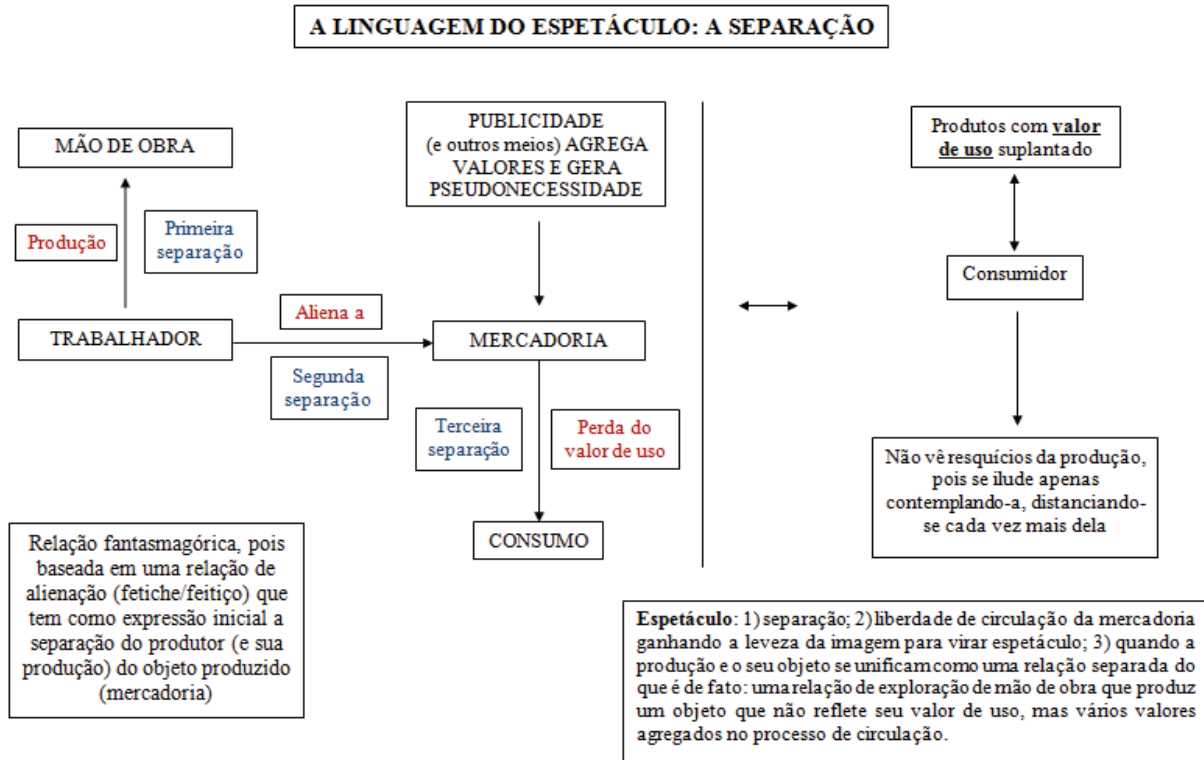 A LINGUAGEM DO ESPETÁCULO: A SEPARAÇÃO
MÃO DE OBRA
Produção
Primeira
separação
TRABALHADOR
Aliena a
Segunda
separação
PUBLICIDADE
(e outros meios) AGREGA
VALORES E GERA
PSEUDONECESSIDADE
MERCADORIA
Terceira
separação
Perda do
valor de uso
CONSUMO
Relação fantasmagórica, pois
baseada em uma relação de
alienação (fetiche/feitiço) que
tem como expressão inicial a
separação do produtor (e sua
produção) do objeto produzido
(mercadoria)
Produtos com valor
de uso suplantado
Consumidor
Não vê resquícios da produção,
pois se ilude apenas
contemplando-a, distanciando-
se cada vez mais dela
Espetáculo: 1) separação; 2) liberdade de circulação da mercadoria
ganhando a leveza da imagem para virar espetáculo; 3) quando a
produção e o seu objeto se unificam como uma relação separada do
que é de fato: uma relação de exploração de mão de obra que produz
um objeto que não reflete seu valor de uso, mas vários valores
agregados no processo de circulação.